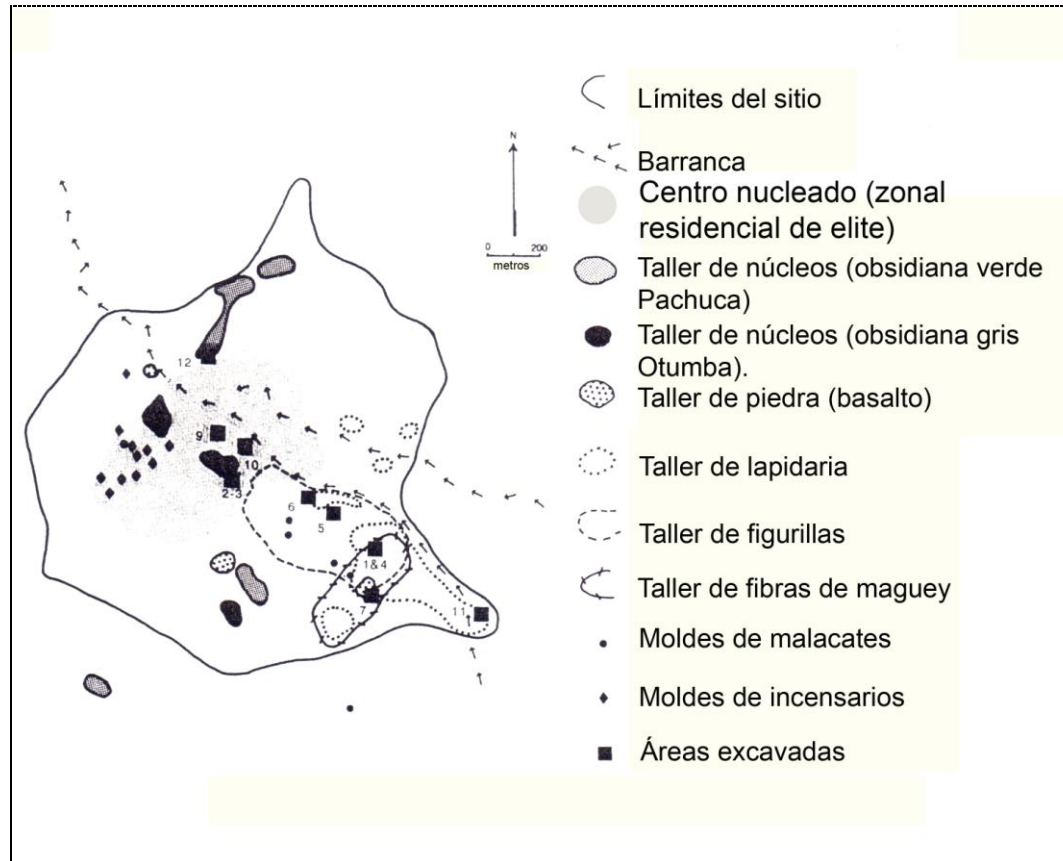 N
0 200
metros
Límites del sitio
Barranca
Centro nucleado (zonal
residencial de elite)
Taller de núcleos (obsidiana verde
Pachuca)
Taller de núcleos (obsidiana gris
Otumba).
Taller de piedra (basalto)
Taller de lapidaria
Taller de figurillas
Taller de fibras de maguey
Moldes de malacates
Moldes de incensarios
Áreas excavadas
12
9
10
2-3
6
5
1 & 4
7
11